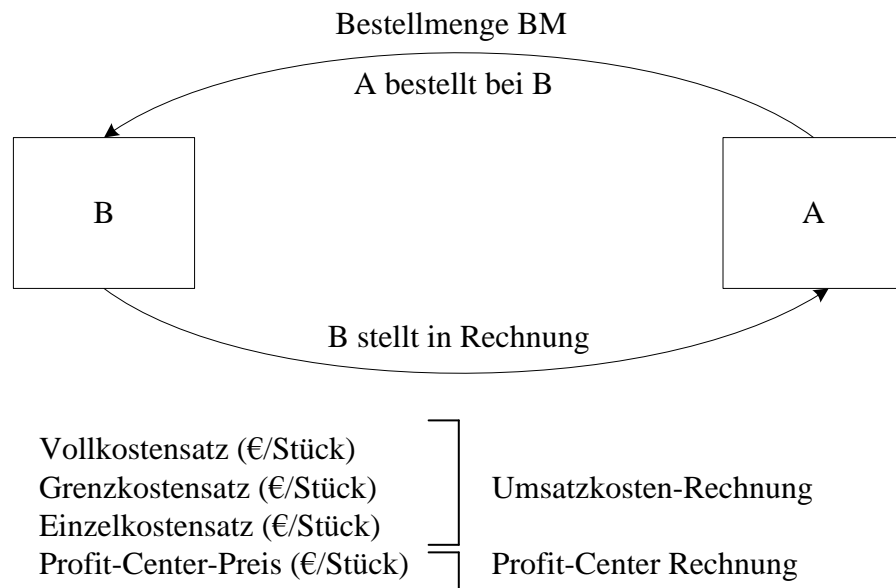 Bestellmenge BM
A bestellt bei B
B
A
B stellt in Rechnung
Vollkostensatz (€/Stück)
Grenzkostensatz (€/Stück)
Umsatzkosten-Rechnung
Einzelkostensatz (€/Stück)
Profit-Center-Preis (€/Stück)
Profit-Center Rechnung